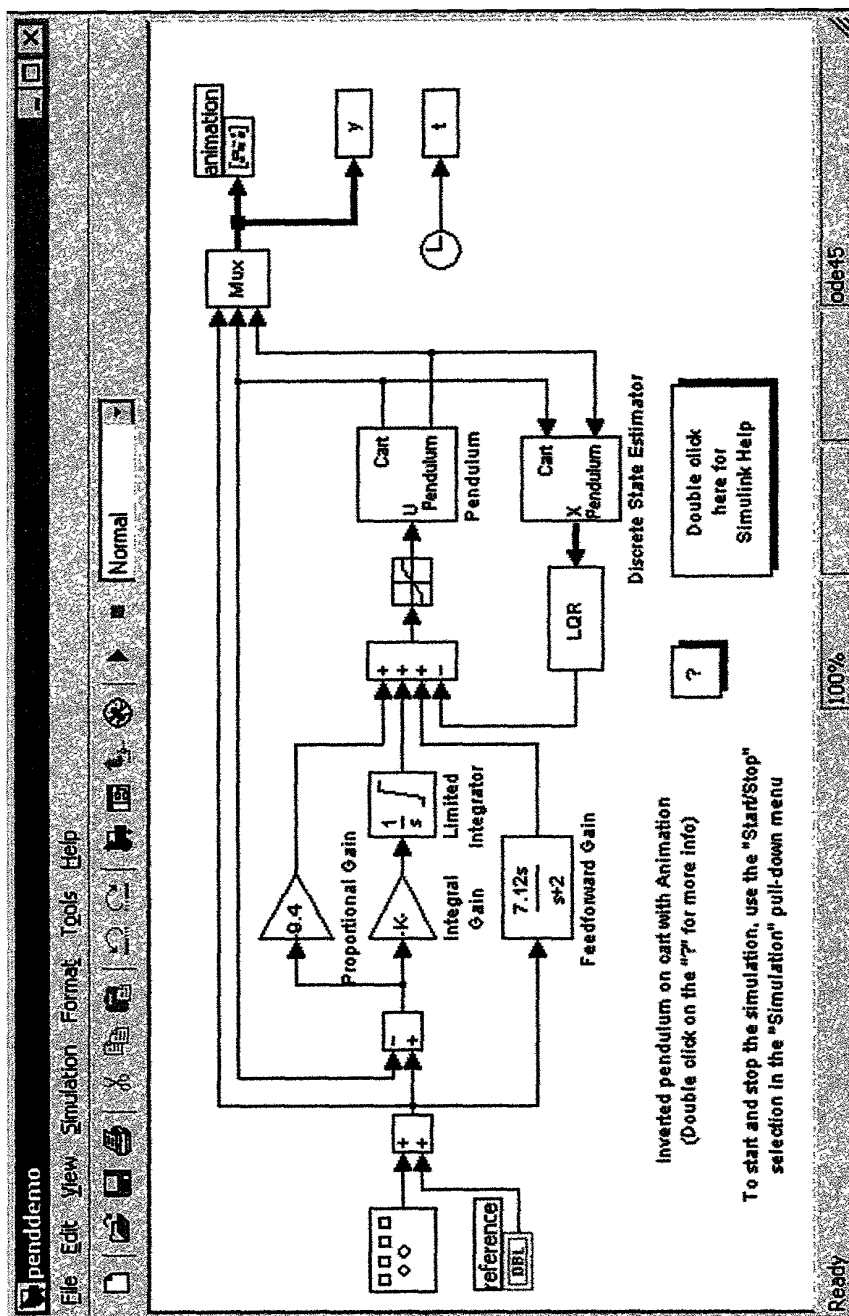 penddemo
File Edit View Simulation Format Tools Help
Normal
animation
Mux
y
t
-9.4
Proportional Gain
-K-
Integral
Gain
1
s
Limited
Integrator
7.12s
s+2
Feedforward Gain
-
+
+
+
+
+
+
-
U
Cart
Pendulum
Pendulum
Cart
X
Pendulum
Discrete State Estimator
LQR
reference
DBL
Inverted pendulum on cart with Animation
(Double click on the "?" for more info)
?
Double click
here for
Simulink Help
To start and stop the simulation, use the "Start/Stop"
selection in the "Simulation" pull-down menu
Ready
100%
ode45